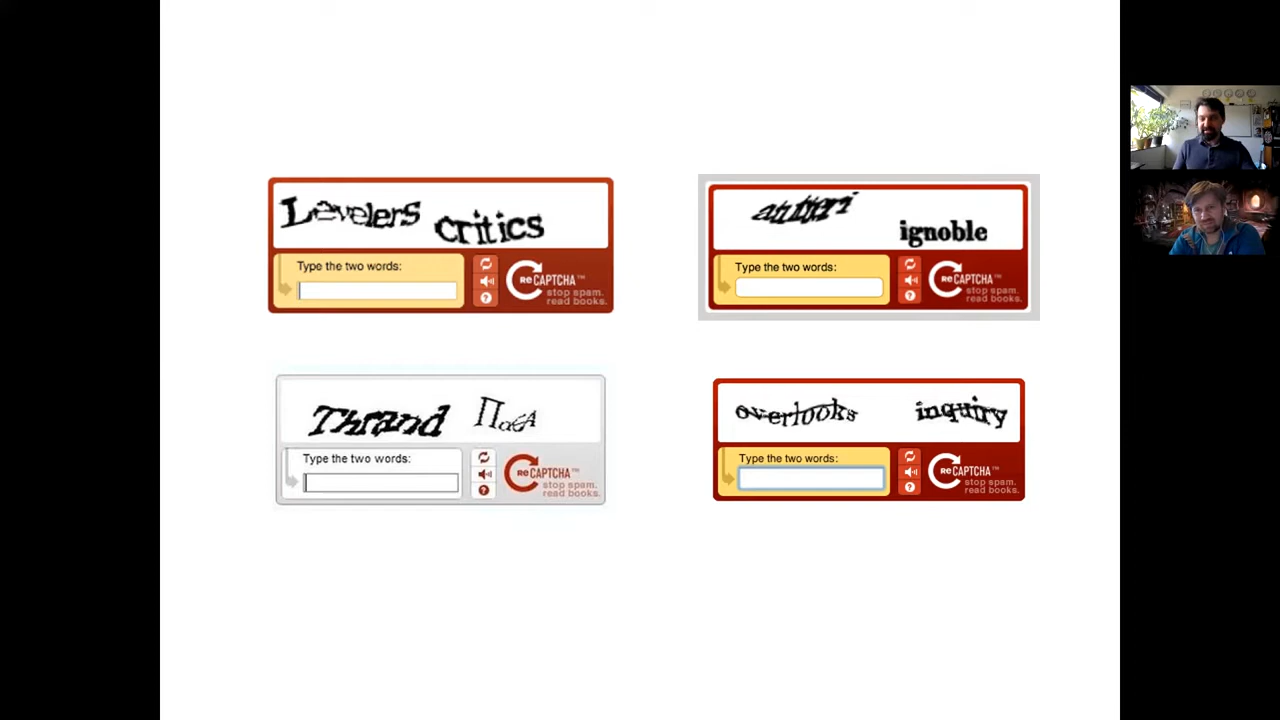 Levelers critics
Type the two words:
reCAPTCHA™
stop spam.
read books.
ignoble
Type the two words:
reCAPTCHA™
stop spam.
read books.
Thrand
Type the two words:
reCAPTCHA™
stop spam.
read books.
overlooks inquiry
Type the two words:
reCAPTCHA™
stop spam.
read books.